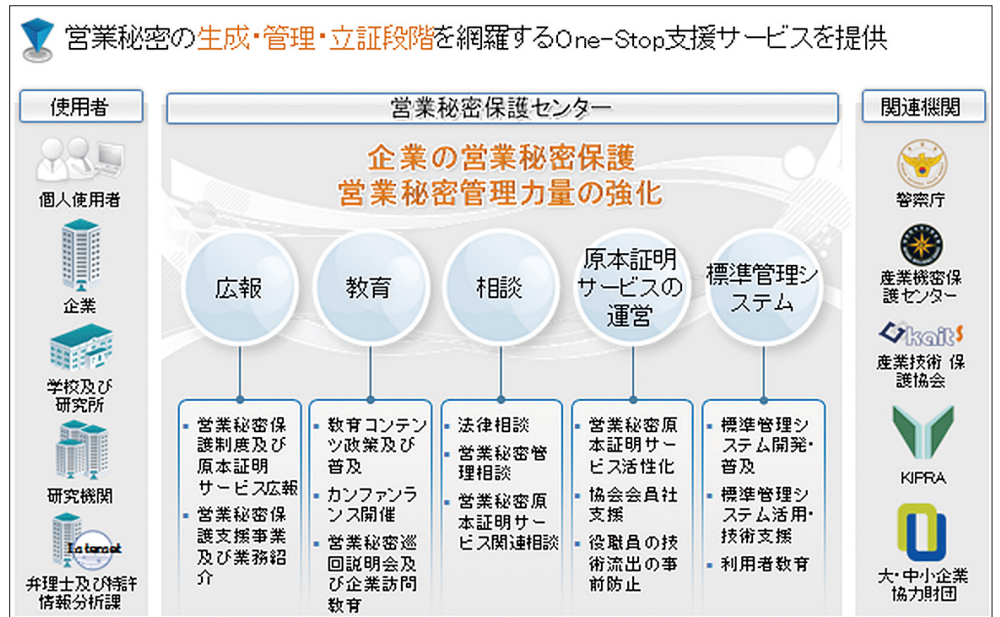 営業秘密の生成・管理・立証段階を網羅するOne-Stop支援サービスを提供
使用者
個人使用者
企業
学校及び
研究所
研究機関
Internet
弁理士及び特許
情報分析課
営業秘密保護センター
企業の営業秘密保護
営業秘密管理力量の強化
広報
教育
相談
原本証明
サービスの
運営
標準管理シ
ステム
営業秘密保
護制度及び
原本証明
サービス広報
営業秘密保
護支援事業
及び業務紹
介
教育コンテン
ツ政策及び
普及
カンファンラ
ンス開催
営業秘密巡
回説明会及
び企業訪問
教育
法律相談
営業秘密管
理相談
営業秘密原
本証明サー
ビス関連相談
営業秘密原
本証明サー
ビス活性化
協会会員社
支援
役職員の技
術流出の事
前防止
標準管理シ
ステム開発・
普及
標準管理シ
ステム活用・
技術支援
利用者教育
関連機関
警察庁
産業機密保
護センター
kaits
産業技術 保
護協会
KIPRA
大・中小企業
協力財団